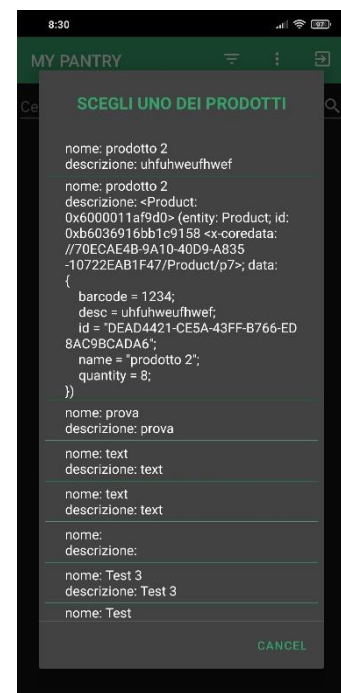 8:30
97
MY PANTRY
Ce
SCEGLI UNO DEI PRODOTTI
nome: prodotto 2
descrizione: uhfuhweufhwef
nome: prodotto 2
descrizione: <Product:
0x6000011af9d0> (entity: Product; id:
0xb6036916bb1c9158 <x-coredata:
//70ECAE4B-9A10-40D9-A835
-10722EAB1F47/Product/p7>; data:
{
barcode = 1234;
desc = uhfuhweufhwef;
id = "DEAD4421-CE5A-43FF-B766-ED
8AC9BCADA6";
name = "prodotto 2";
quantity = 8;
})
nome: prova
descrizione: prova
nome: text
descrizione: text
nome: text
descrizione: text
nome:
descrizione:
nome: Test 3
descrizione: Test 3
nome: Test
CANCEL